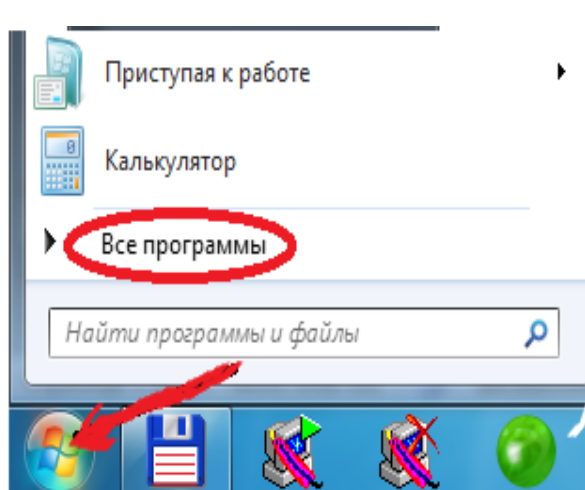 Приступая к работе
Калькулятор
Все программы
Найти программы и файлы